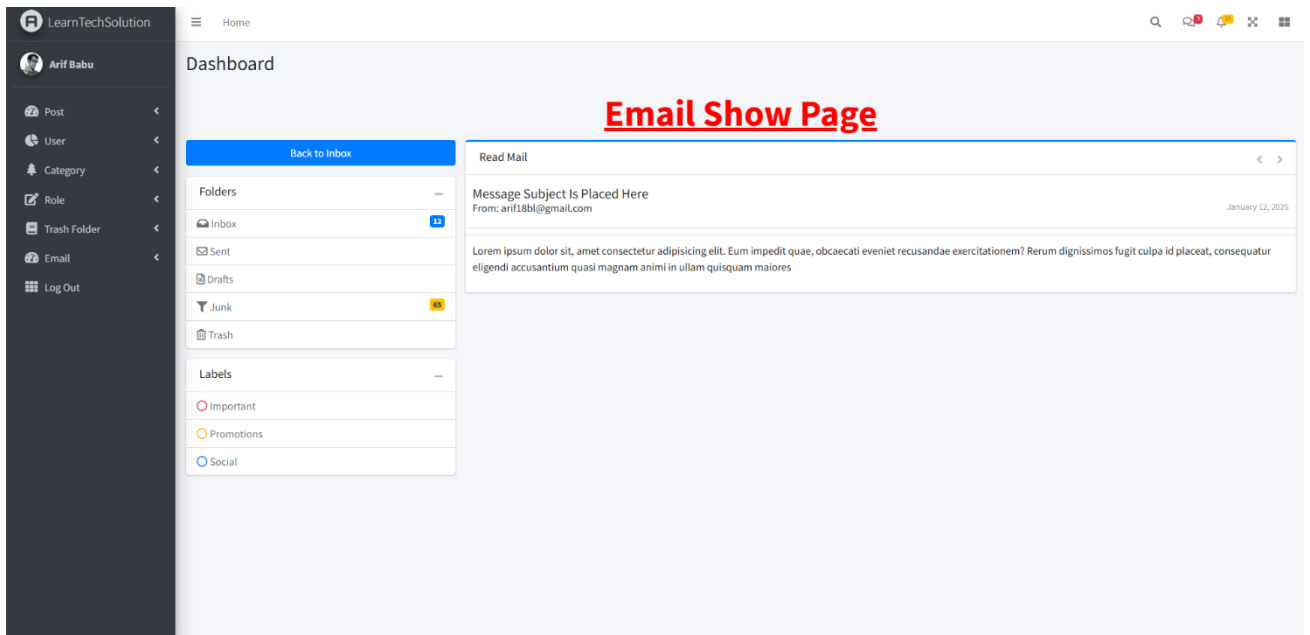 LearnTechSolution
Home
3
15
Arif Babu
Post
User
Category
Role
Trash Folder
Email
Log Out
Dashboard
Email Show Page
Back to Inbox
Folders
Inbox 12
Sent
Drafts
Junk 65
Trash
Labels
Important
Promotions
Social
Read Mail
Message Subject Is Placed Here
From: arif18bl@gmail.com
January 12, 2025
Lorem ipsum dolor sit, amet consectetur adipisicing elit. Eum impedit quae, obcaecati eveniet recusandae exercitationem? Rerum dignissimos fugit culpa id placeat, consequatur
eligendi accusantium quasi magnam animi in ullam quisquam maiores